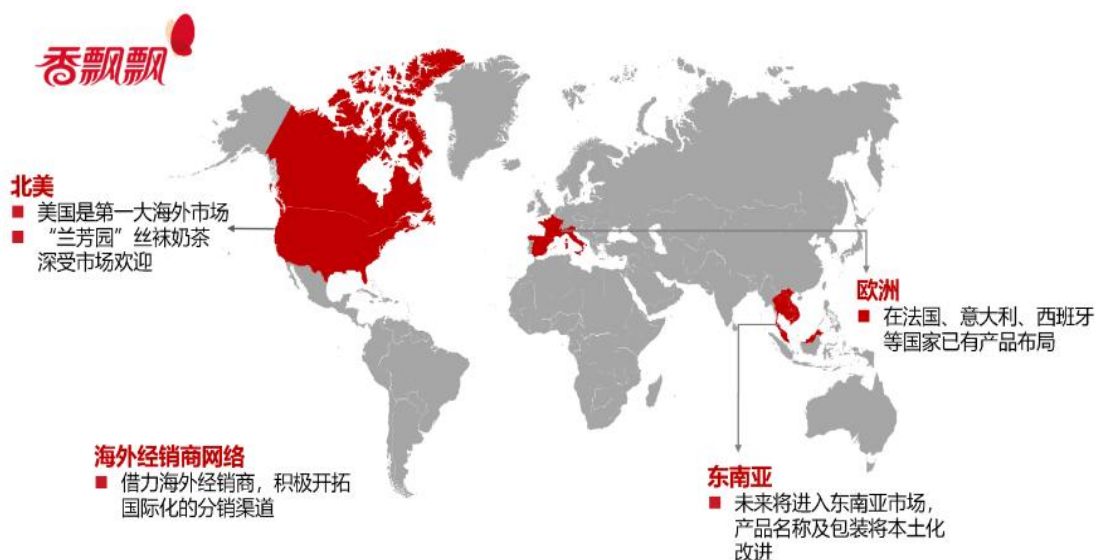 香飘飘
北美
■ 美国是第一大海外市场
■ “兰芳园”丝袜奶茶
深受市场欢迎
欧洲
■ 在法国、意大利、西班牙
等国家已有产品布局
海外经销商网络
■ 借力海外经销商，积极开拓
国际化的分销渠道
东南亚
■ 未来将进入东南亚市场，
产品名称及包装将本土化
改进